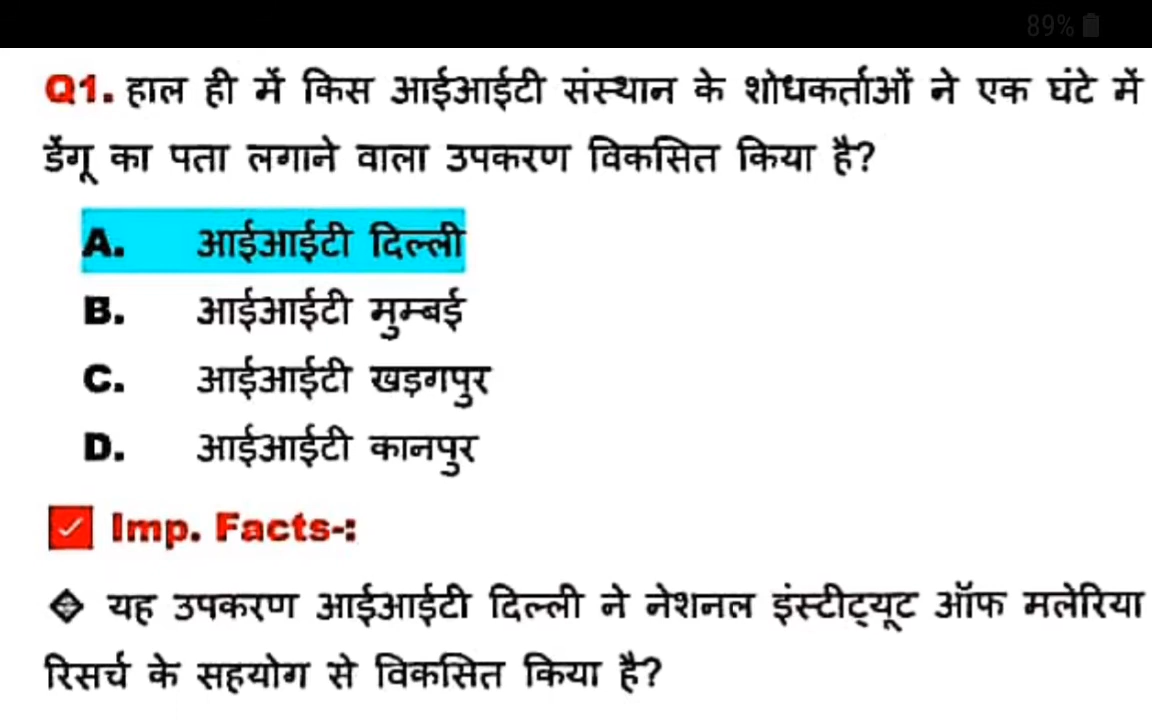 89%
Q1. हाल ही में किस आईआईटी संस्थान के शोधकर्ताओं ने एक घंटे में
डेंगू का पता लगाने वाला उपकरण विकसित किया है?
A. आईआईटी दिल्ली
B. आईआईटी मुम्बई
C. आईआईटी खड़गपुर
D. आईआईटी कानपुर
Imp. Facts-:
यह उपकरण आईआईटी दिल्ली ने नेशनल इंस्टीट्यूट ऑफ मलेरिया
रिसर्च के सहयोग से विकसित किया है?